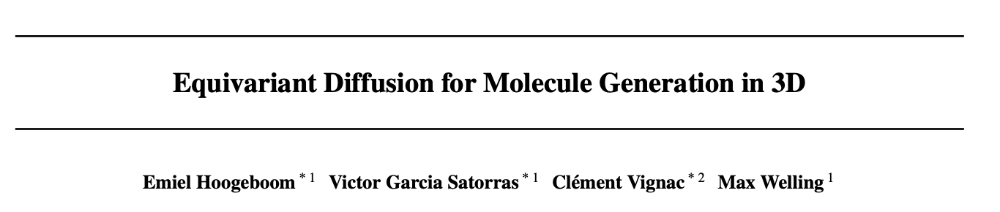 Equivariant Diffusion for Molecule Generation in 3D
Emiel Hoogeboom * 1 Victor Garcia Satorras * 1 Clément Vignac * 2 Max Welling 1